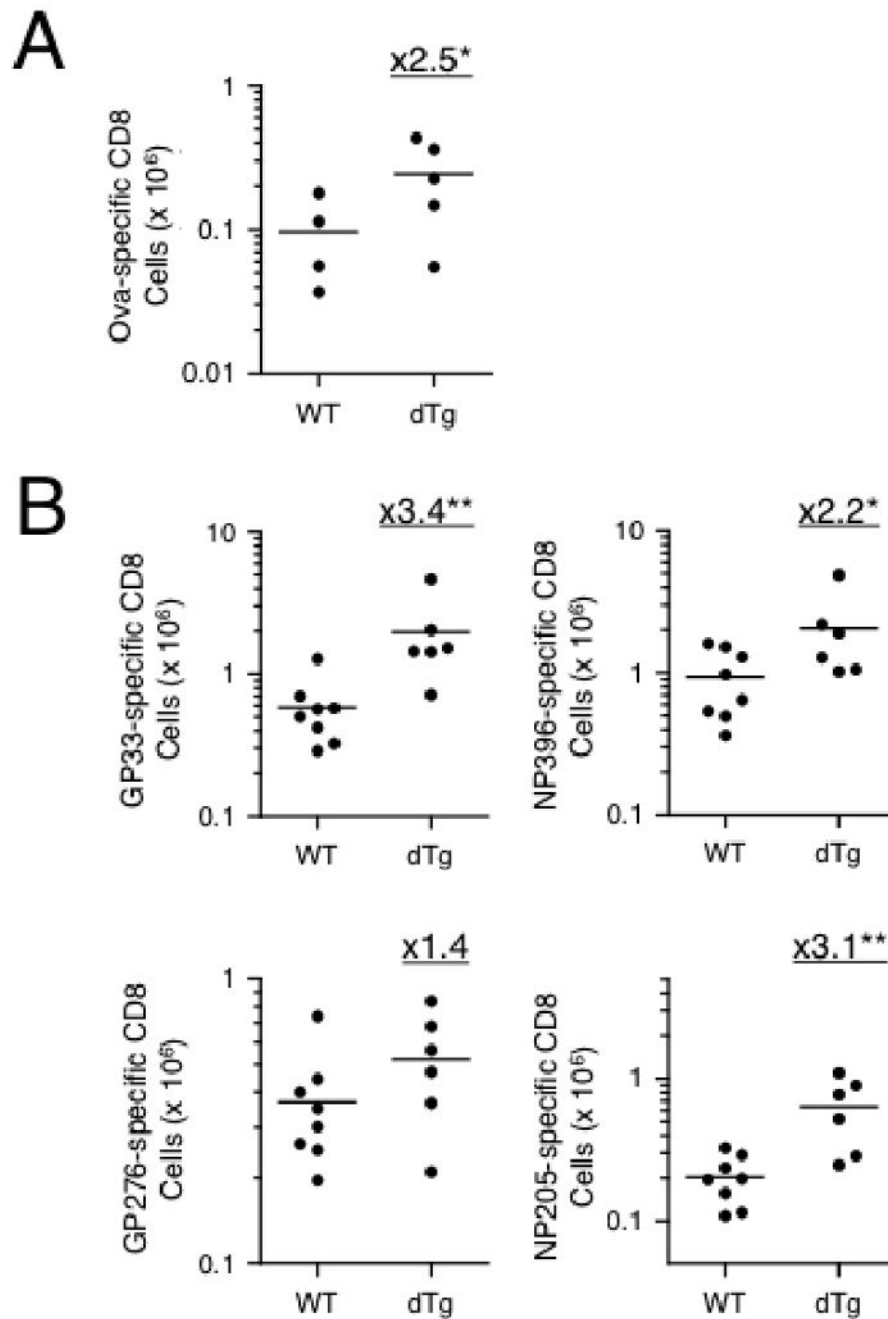 A
x2.5*
Ova-specific CD8
Cells (x 10⁶)
1
0.1
0.01
WT
dTg
B
x3.4**
GP33-specific CD8
Cells (x 10⁶)
10
1
0.1
WT
dTg
x2.2*
NP396-specific CD8
Cells (x 10⁶)
10
1
0.1
WT
dTg
x1.4
GP276-specific CD8
Cells (x 10⁶)
1
0.1
WT
dTg
x3.1**
NP205-specific CD8
Cells (x 10⁶)
1
0.1
WT
dTg